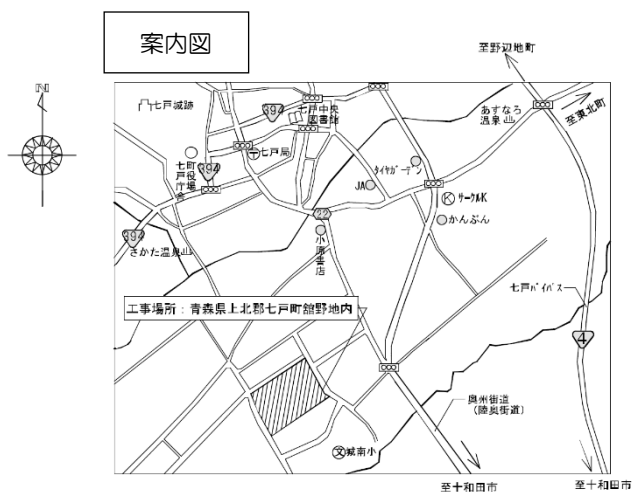 案内図
至野辺地町
N
七戸城跡
394
七戸中央
図書館
あすなろ
温泉
至東北町
七戸
町役場
庁舎
394
〒七戸局
タイヤガーデン
JA
K サークルK
かんぶん
22
394
さかた温泉
小原書店
七戸バイパス
工事場所：青森県上北郡七戸町舘野地内
4
奥州街道
(陸奥街道)
文 城南小
至十和田市
至十和田市